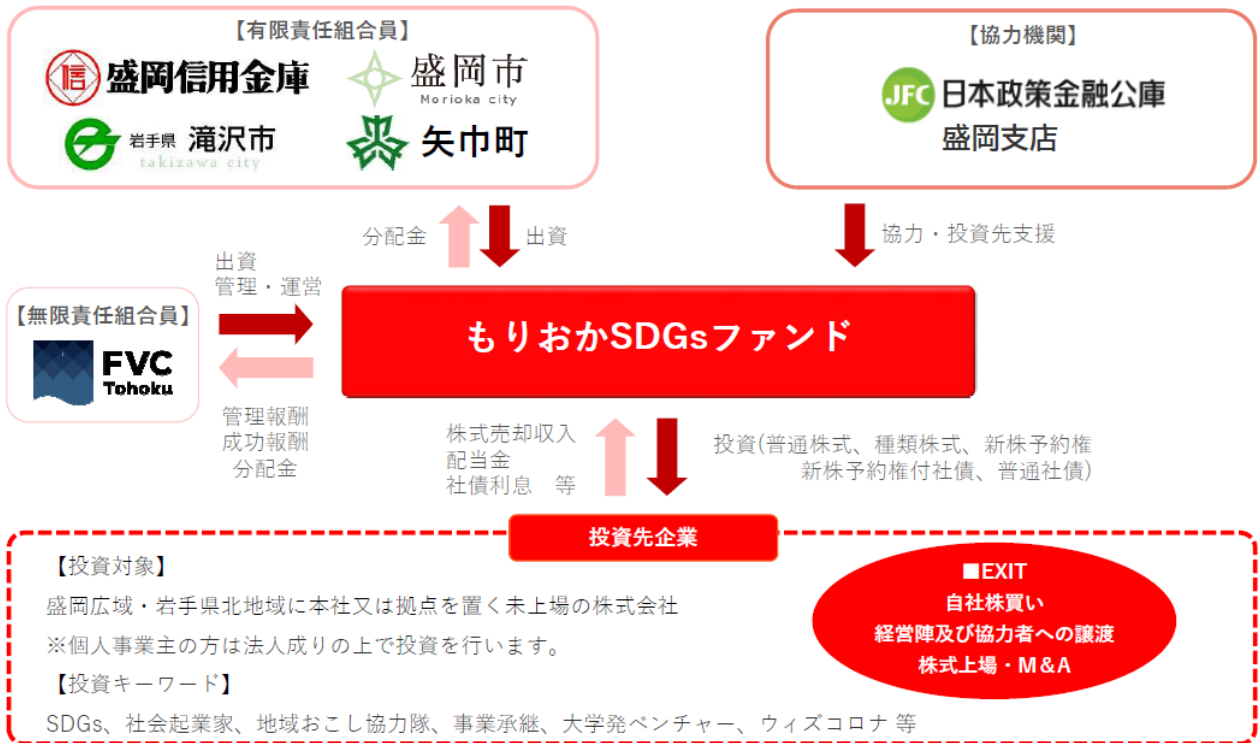 【有限責任組合員】
信 盛岡信用金庫
盛岡市
Morioka city
岩手県 滝沢市
takizawa city
矢巾町
【協力機関】
JFC 日本政策金融公庫
盛岡支店
分配金
出資
協力・投資先支援
出資
管理・運営
【無限責任組合員】
FVC
Tohoku
もりおかSDGsファンド
管理報酬
成功報酬
分配金
株式売却収入
配当金
社債利息 等
投資(普通株式、種類株式、新株予約権
新株予約権付社債、普通社債)
投資先企業
【投資対象】
盛岡広域・岩手県北地域に本社又は拠点を置く未上場の株式会社
※個人事業主の方は法人成りの上で投資を行います。
【投資キーワード】
SDGs、社会起業家、地域おこし協力隊、事業承継、大学発ベンチャー、ウィズコロナ 等
■EXIT
自社株買い
経営陣及び協力者への譲渡
株式上場・M&A